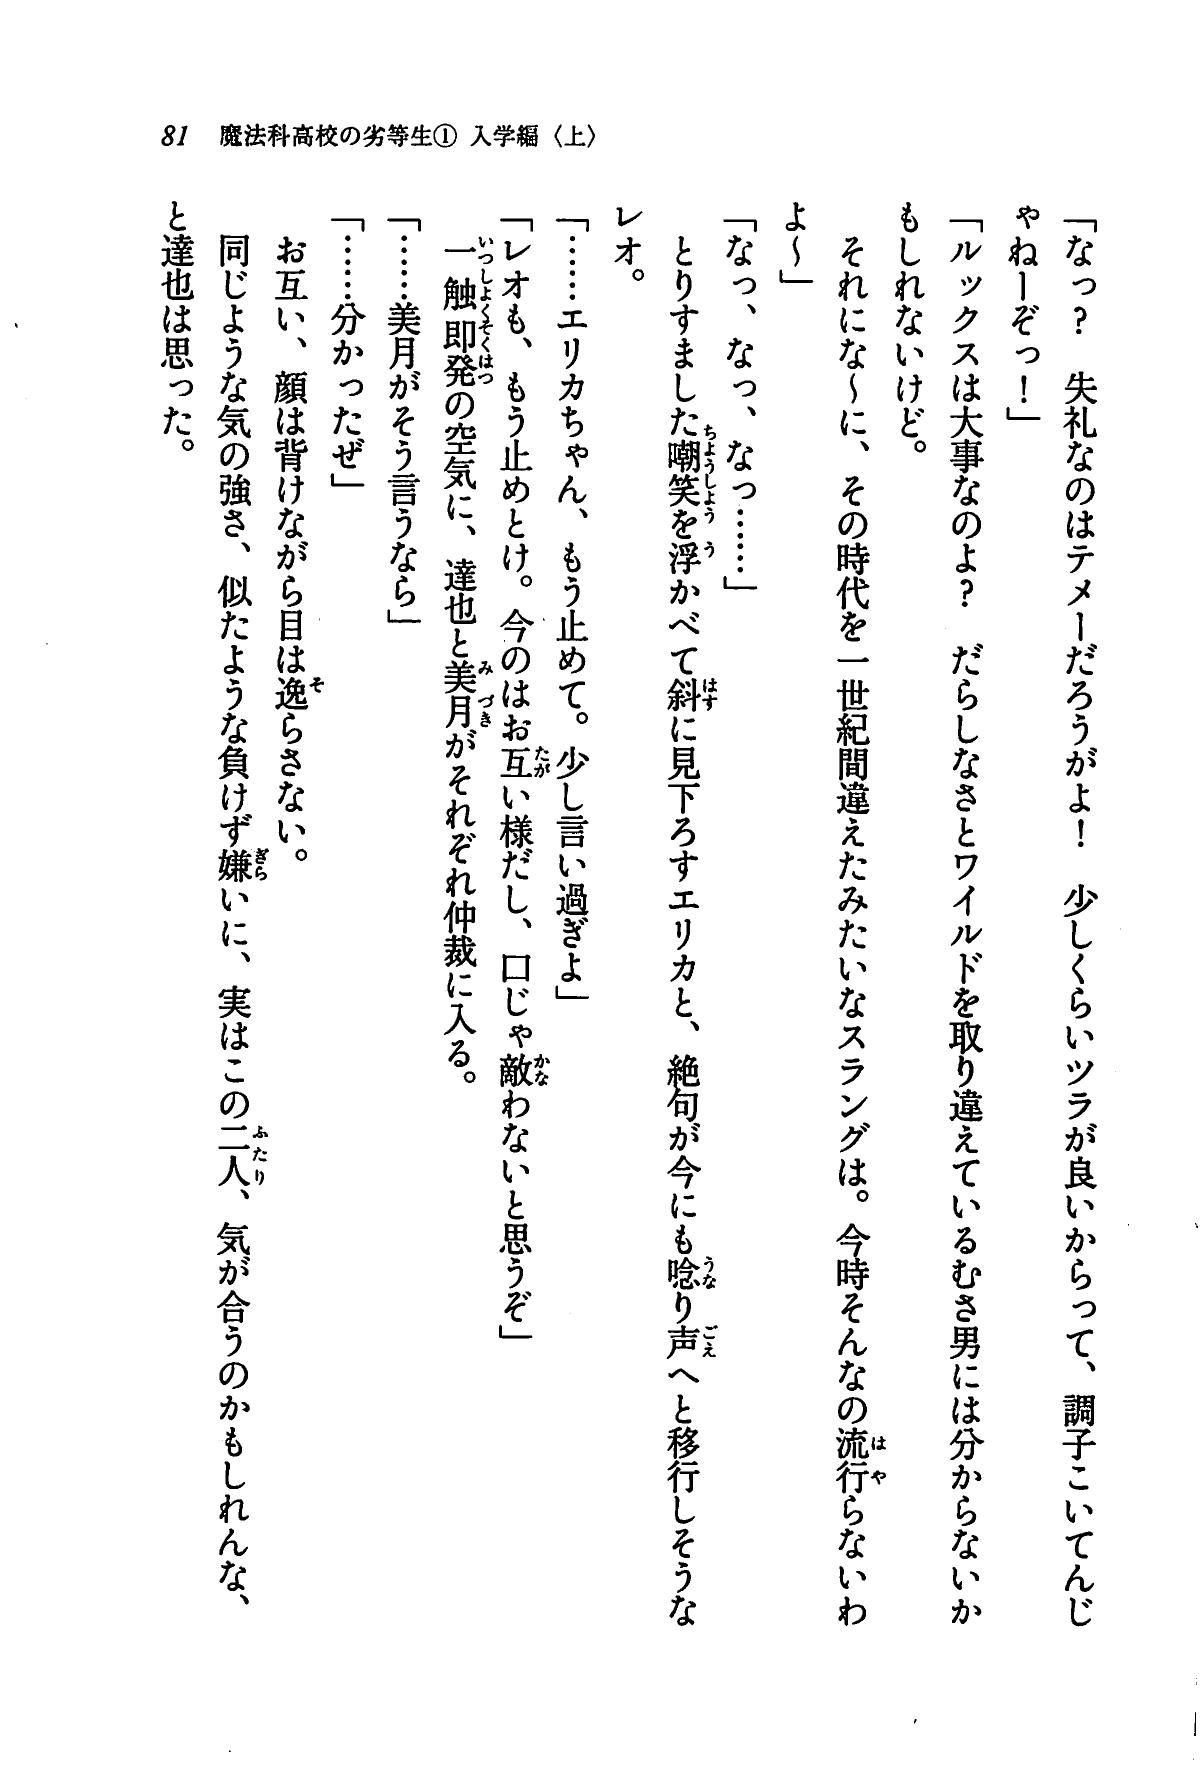 81　魔法科高校の劣等生① 入学編〈上〉
「なっ？　失礼なのはテメーだろうがよ！　少しくらいツラが良いからって、調子こいてんじ
ゃねーぞっ！」
「ルックスは大事なのよ？　だらしなさとワイルドを取り違えているむさ男には分からないか
もしれないけど。
　それにな〜に、その時代を一世紀間違えたみたいなスラングは。今時そんなの流行らないわ
よ〜」
「なっ、なっ、なっ……」
　とりすました嘲笑を浮かべて斜に見下ろすエリカと、絶句が今にも唸り声へと移行しそうな
レオ。
「……エリカちゃん、もう止めて。少し言い過ぎよ」
「レオも、もう止めとけ。今のはお互い様だし、口じゃ敵わないと思うぞ」
　一触即発の空気に、達也と美月がそれぞれ仲裁に入る。
「……美月がそう言うなら」
「……分かったぜ」
　お互い、顔は背けながら目は逸らさない。
　同じような気の強さ、似たような負けず嫌いに、実はこの二人、気が合うのかもしれんな、
と達也は思った。